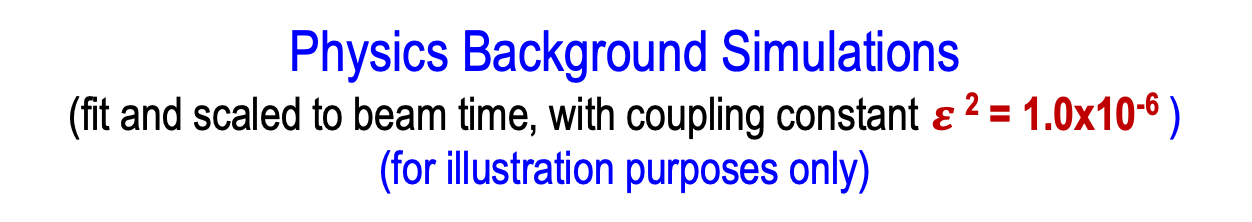 Physics Background Simulations
(fit and scaled to beam time, with coupling constant ε ² = 1.0x10⁻⁶ )
(for illustration purposes only)